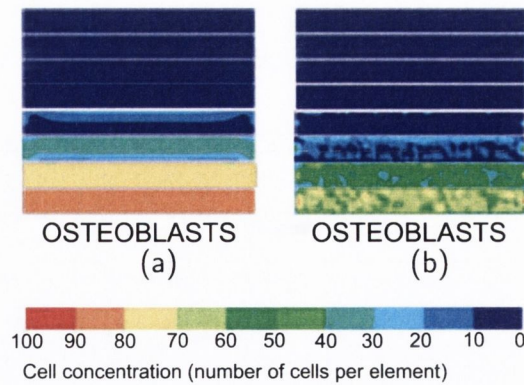 OSTEOBLASTS OSTEOBLASTS
(a) (b)
100 90 80 70 60 50 40 30 20 10 0
Cell concentration (number of cells per element)